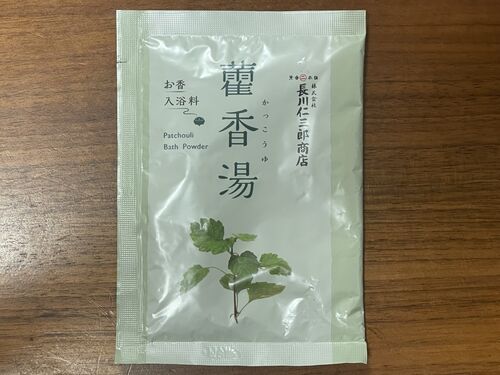 藿香湯
かっこうゆ
お香
入浴料
Patchouli
Bath Powder
株式会社
長川仁三郎商店